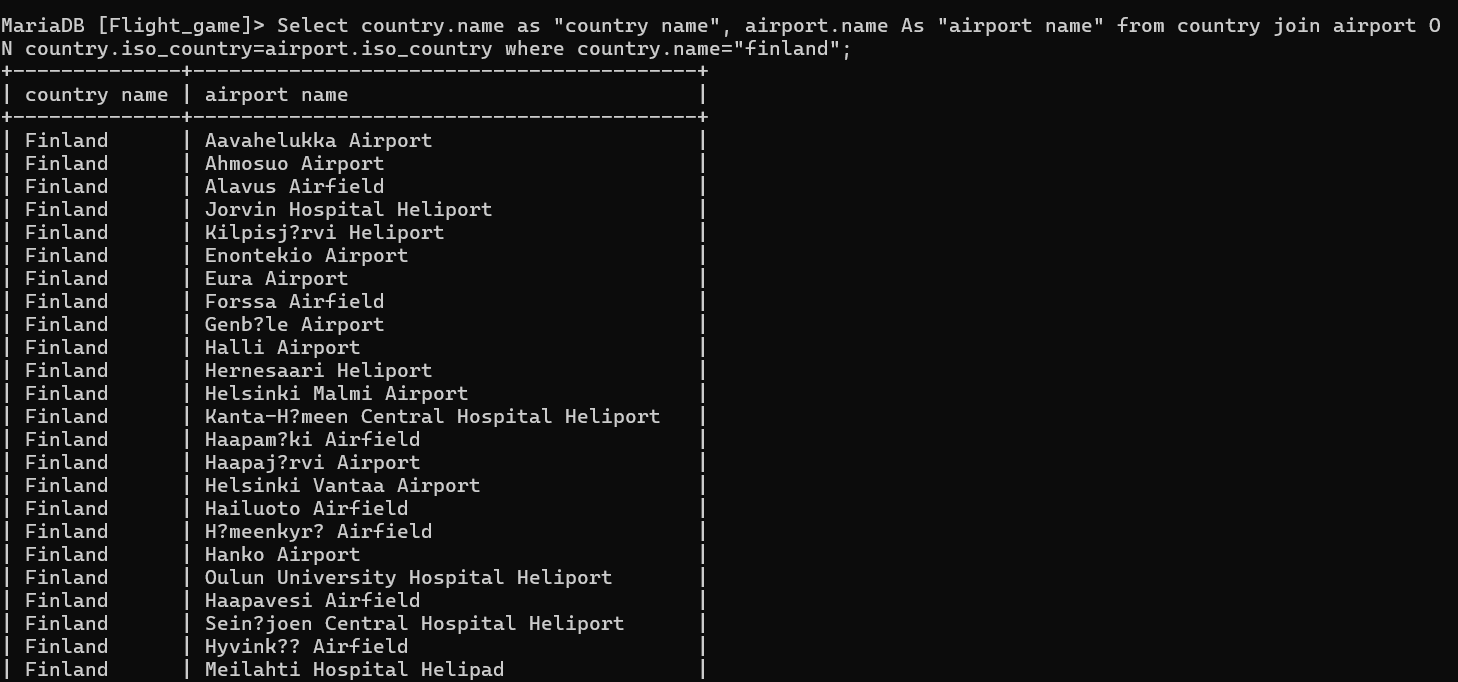 MariaDB [Flight_game]> Select country.name as "country name", airport.name As "airport name" from country join airport O
N country.iso_country=airport.iso_country where country.name="finland";
+--------------+------------------------------------------+
| country name | airport name                             |
+--------------+------------------------------------------+
| Finland      | Aavahelukka Airport                      |
| Finland      | Ahmosuo Airport                          |
| Finland      | Alavus Airfield                          |
| Finland      | Jorvin Hospital Heliport                 |
| Finland      | Kilpisj?rvi Heliport                     |
| Finland      | Enontekio Airport                        |
| Finland      | Eura Airport                             |
| Finland      | Forssa Airfield                          |
| Finland      | Genb?le Airport                          |
| Finland      | Halli Airport                            |
| Finland      | Hernesaari Heliport                      |
| Finland      | Helsinki Malmi Airport                   |
| Finland      | Kanta-H?meen Central Hospital Heliport   |
| Finland      | Haapam?ki Airfield                       |
| Finland      | Haapaj?rvi Airport                       |
| Finland      | Helsinki Vantaa Airport                  |
| Finland      | Hailuoto Airfield                        |
| Finland      | H?meenkyr? Airfield                      |
| Finland      | Hanko Airport                            |
| Finland      | Oulun University Hospital Heliport       |
| Finland      | Haapavesi Airfield                       |
| Finland      | Sein?joen Central Hospital Heliport      |
| Finland      | Hyvink?? Airfield                        |
| Finland      | Meilahti Hospital Helipad                |